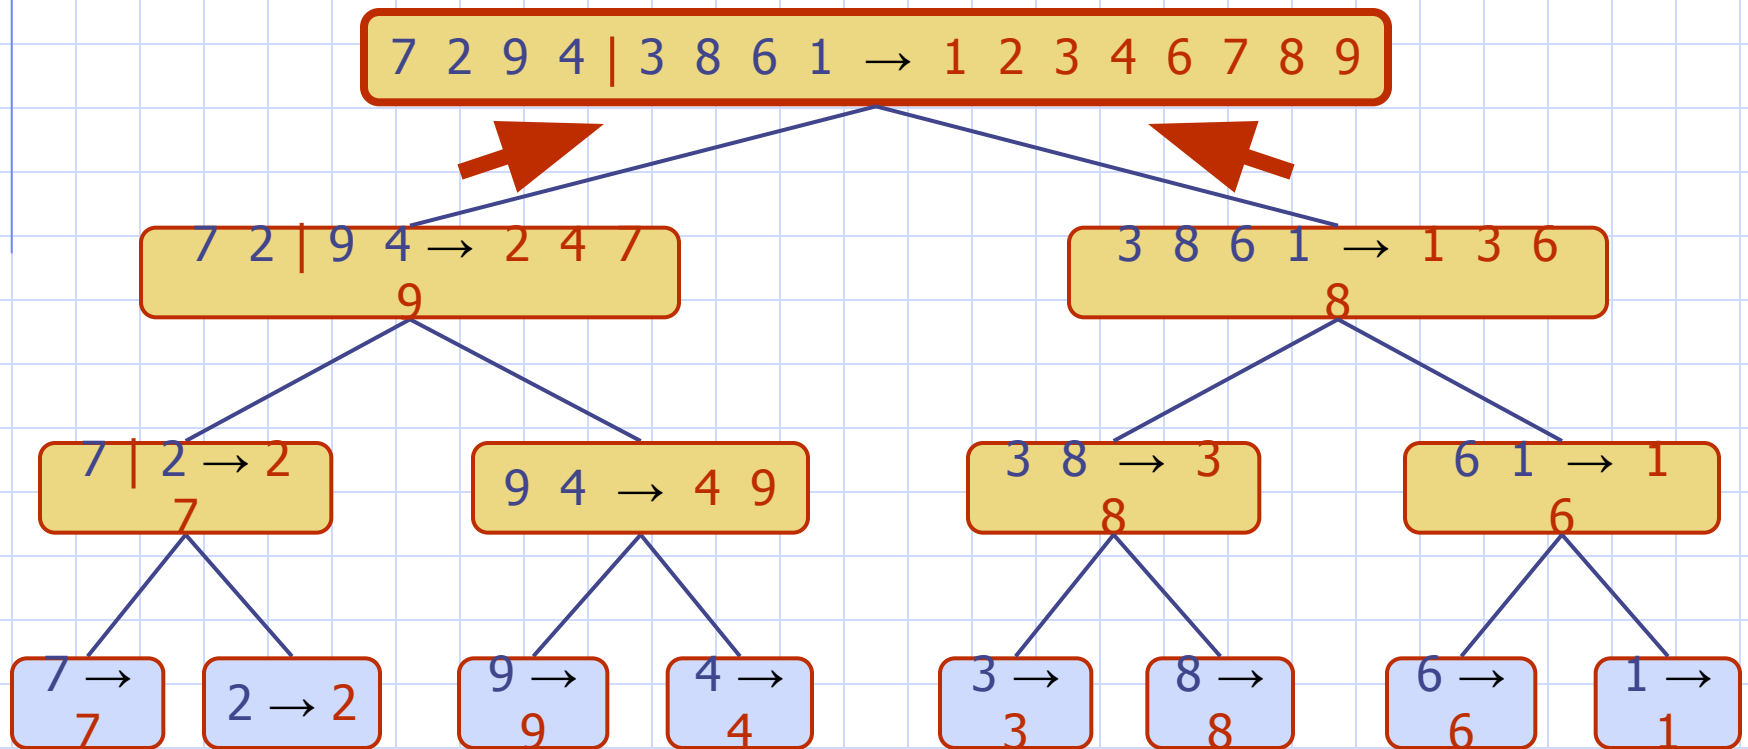 7 2 9 4 | 3 8 6 1 → 1 2 3 4 6 7 8 9
7 2 | 9 4 → 2 4 7
9
3 8 6 1 → 1 3 6
8
7 | 2 → 2
7
9 4 → 4 9
3 8 → 3
8
6 1 → 1
6
7 →
7
2 → 2
9 →
9
4 →
4
3 →
3
8 →
8
6 →
6
1 →
1